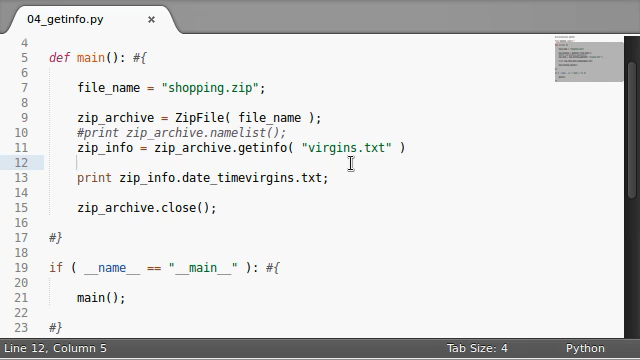 04_getinfo.py ×
4
5 def main(): #{
6
7 file_name = "shopping.zip";
8
9 zip_archive = ZipFile( file_name );
10 #print zip_archive.namelist();
11 zip_info = zip_archive.getinfo( "virgins.txt" )
12
13 print zip_info.date_timevirgins.txt;
14
15 zip_archive.close();
16
17 #}
18
19 if ( __name__ == "__main__" ): #{
20
21 main();
22
23 #}
Line 12, Column 5 Tab Size: 4 Python